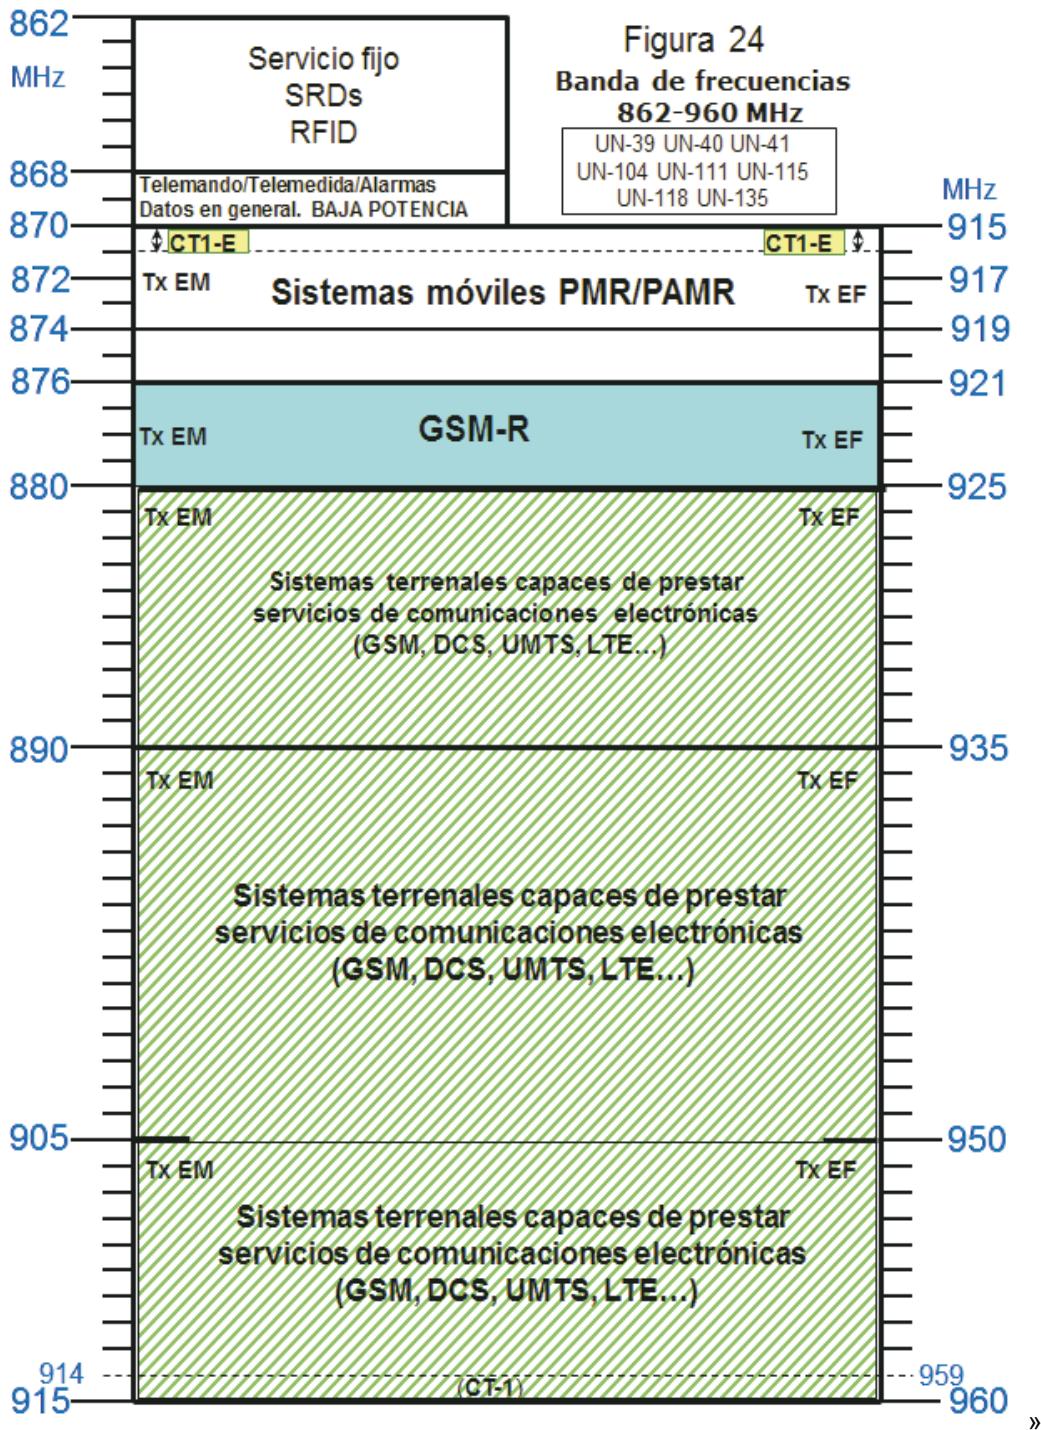 862
MHz
Servicio fijo
SRDs
RFID
Figura 24
Banda de frecuencias
862-960 MHz
UN-39 UN-40 UN-41
UN-104 UN-111 UN-115
UN-118 UN-135
868
Telemando/Telemedida/Alarmas
Datos en general. BAJA POTENCIA
MHz
870
915
CT1-E
CT1-E
872
Tx EM
Sistemas móviles PMR/PAMR
Tx EF
917
874
919
876
921
Tx EM
GSM-R
Tx EF
880
925
Tx EM
Tx EF
Sistemas terrenales capaces de prestar
servicios de comunicaciones electrónicas
(GSM, DCS, UMTS, LTE...)
890
935
Tx EM
Tx EF
Sistemas terrenales capaces de prestar
servicios de comunicaciones electrónicas
(GSM, DCS, UMTS, LTE...)
905
950
Tx EM
Tx EF
Sistemas terrenales capaces de prestar
servicios de comunicaciones electrónicas
(GSM, DCS, UMTS, LTE...)
914
959
(CT-1)
915
960
»